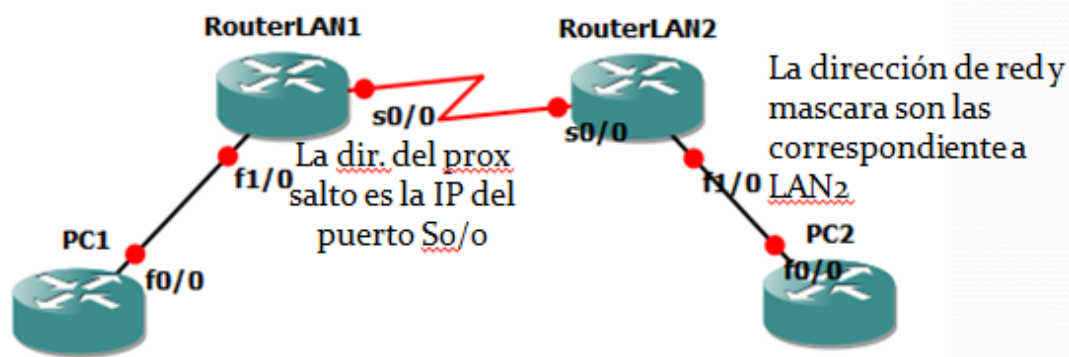 RouterLAN1
RouterLAN2
s0/0
s0/0
f1/0
f1/0
La dir. del prox
salto es la IP del
puerto So/o
La dirección de red y
mascara son las
correspondiente a
LAN2
PC1
f0/0
PC2
f0/0